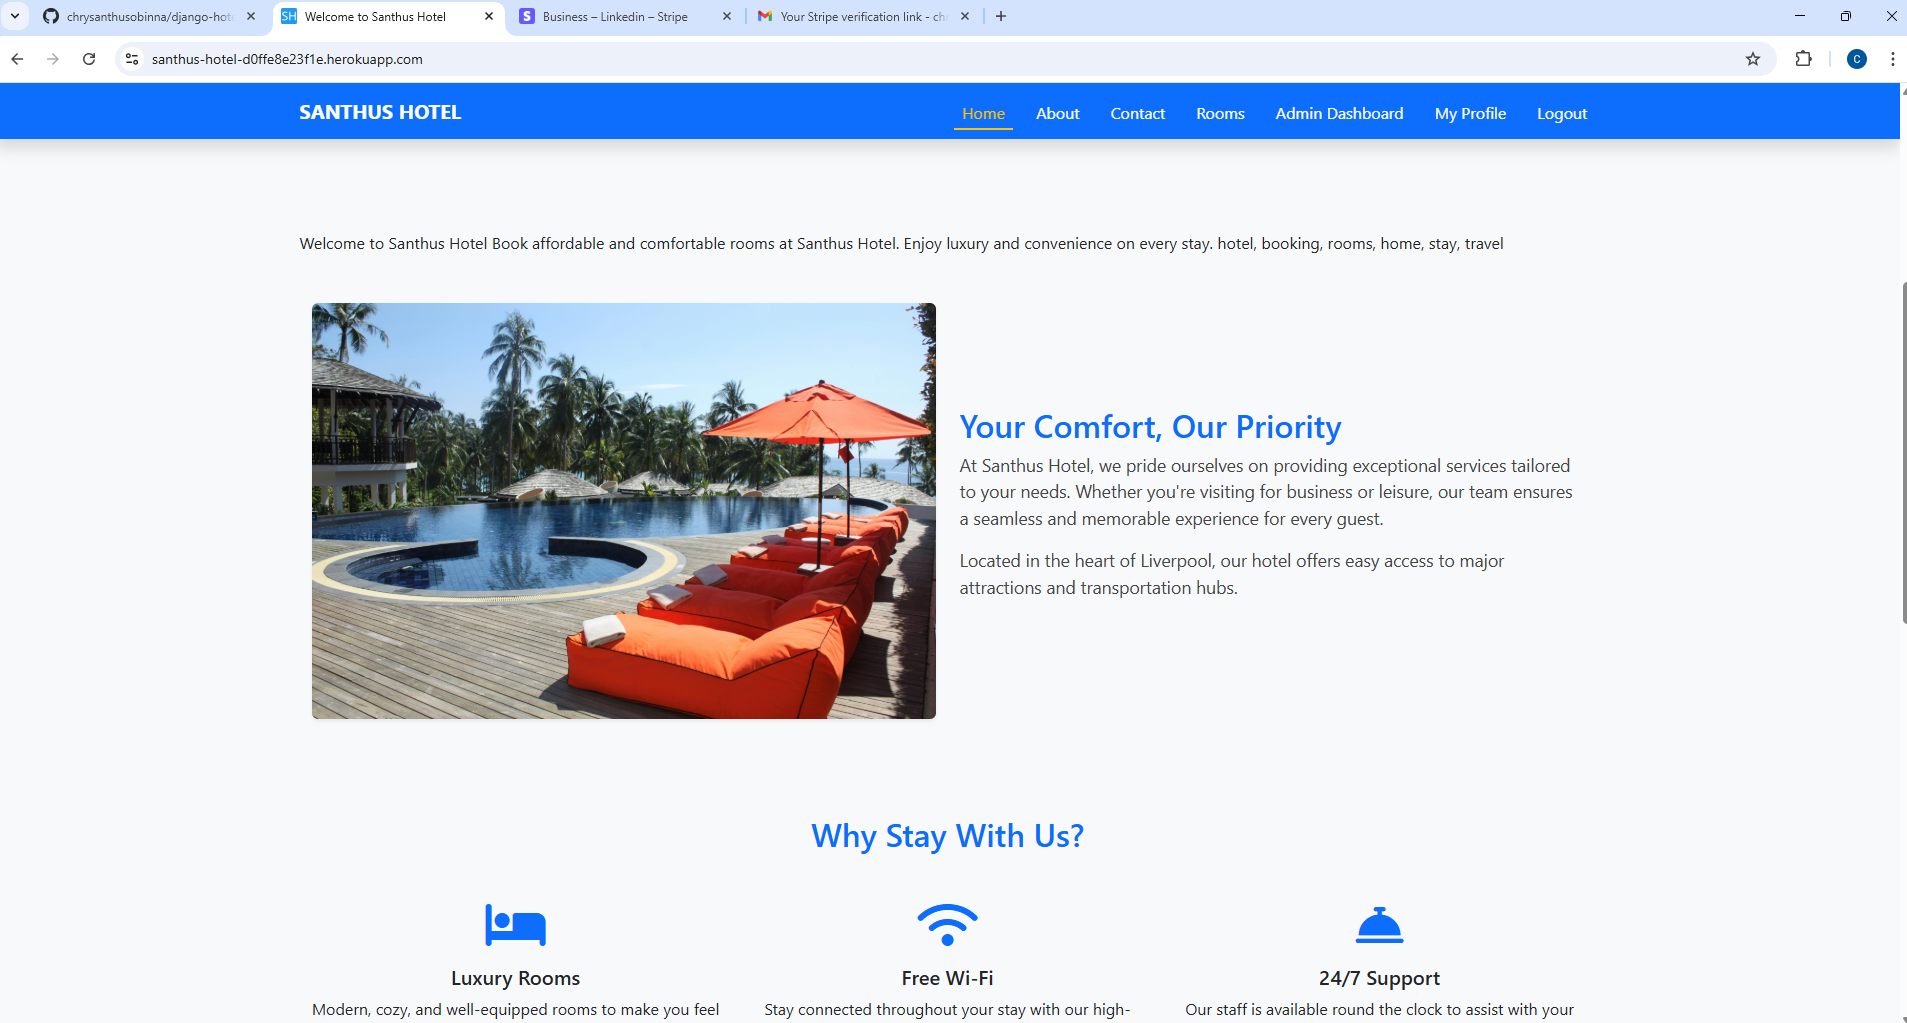 chrysanthusobinna/django-hot
SH Welcome to Santhus Hotel
S Business – Linkedin – Stripe
Your Stripe verification link - ch
santhus-hotel-d0ffe8e23f1e.herokuapp.com
C
SANTHUS HOTEL
Home About Contact Rooms Admin Dashboard My Profile Logout
Welcome to Santhus Hotel Book affordable and comfortable rooms at Santhus Hotel. Enjoy luxury and convenience on every stay. hotel, booking, rooms, home, stay, travel
Your Comfort, Our Priority
At Santhus Hotel, we pride ourselves on providing exceptional services tailored
to your needs. Whether you're visiting for business or leisure, our team ensures
a seamless and memorable experience for every guest.
Located in the heart of Liverpool, our hotel offers easy access to major
attractions and transportation hubs.
Why Stay With Us?
Luxury Rooms
Modern, cozy, and well-equipped rooms to make you feel
Free Wi-Fi
Stay connected throughout your stay with our high-
24/7 Support
Our staff is available round the clock to assist with your